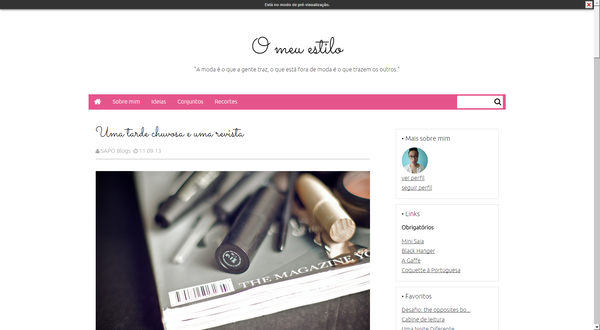 Está no modo de pré-visualização.
O meu estilo
"A moda é o que a gente traz, o que está fora de moda é o que trazem os outros."
Sobre mim Ideias Conjuntos Recortes
Uma tarde chuvosa e uma revista
SAPO Blogs 11.09.13
THE MAGAZINE YO
• Mais sobre mim
ver perfil
seguir perfil
• Links
Obrigatórios
Mini Saia
Black Hanger
A Gaffe
Coquette à Portuguesa
• Favoritos
Desafio: the opposites bo...
Cabine de leitura
Uma Noite Diferente